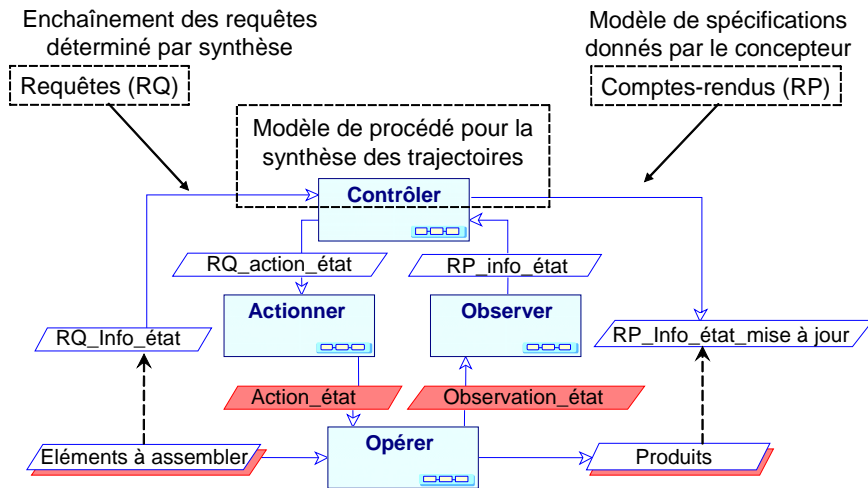 Enchaînement des requêtes
déterminé par synthèse
Modèle de spécifications
donnés par le concepteur
Requêtes (RQ)
Comptes-rendus (RP)
Modèle de procédé pour la
synthèse des trajectoires
Contrôler
RQ_action_état
RP_info_état
Actionner
Observer
RQ_Info_état
RP_Info_état_mise à jour
Action_état
Observation_état
Opérer
Eléments à assembler
Produits